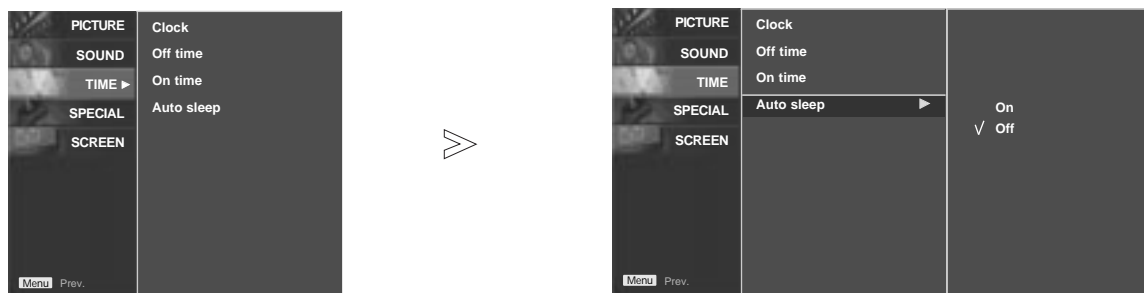 PICTURE
SOUND
TIME ►
SPECIAL
SCREEN
Clock
Off time
On time
Auto sleep
Menu Prev.
PICTURE
SOUND
TIME
SPECIAL
SCREEN
Clock
Off time
On time
Auto sleep ►
On
√ Off
Menu Prev.